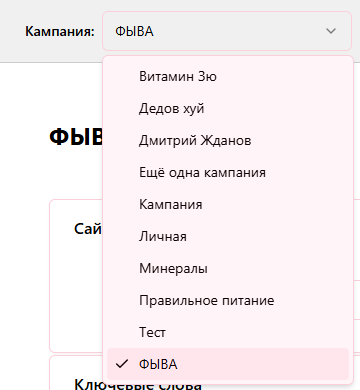 Кампания: ФЫВА
Витамин Зю
Дедов хуй
Дмитрий Жданов
Ещё одна кампания
Кампания
Личная
Минералы
Правильное питание
Тест
ФЫВА
ФЫВ
Сай
Ключевые слова